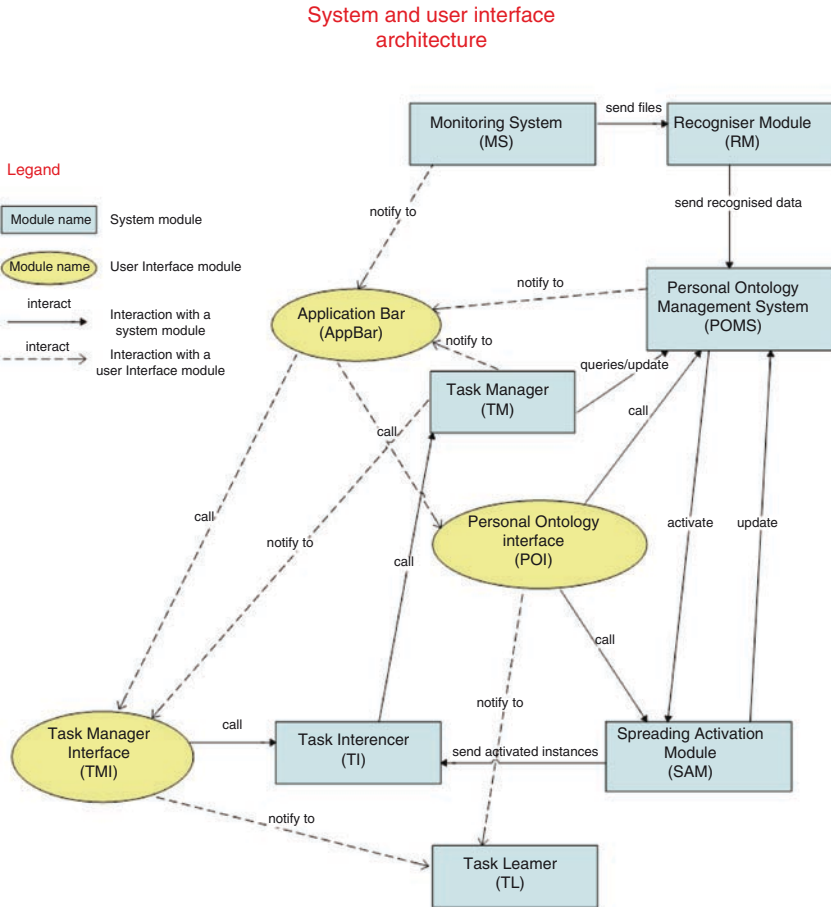 System and user interface
architecture
Monitoring System
(MS)
send files
Recogniser Module
(RM)
Legand
notify to
send recognised data
Module name
System module
Module name
User Interface module
interact
Interaction with a
system module
interact
Interaction with a
user Interface module
notify to
Personal Ontology
Management System
(POMS)
Application Bar
(AppBar)
notify to
queries/update
Task Manager
(TM)
call
call
call
notify to
Personal Ontology
interface
(POI)
activate
update
call
call
notify to
Task Manager
Interface
(TMI)
call
Task Interencer
(TI)
send activated instances
Spreading Activation
Module
(SAM)
notify to
Task Leamer
(TL)